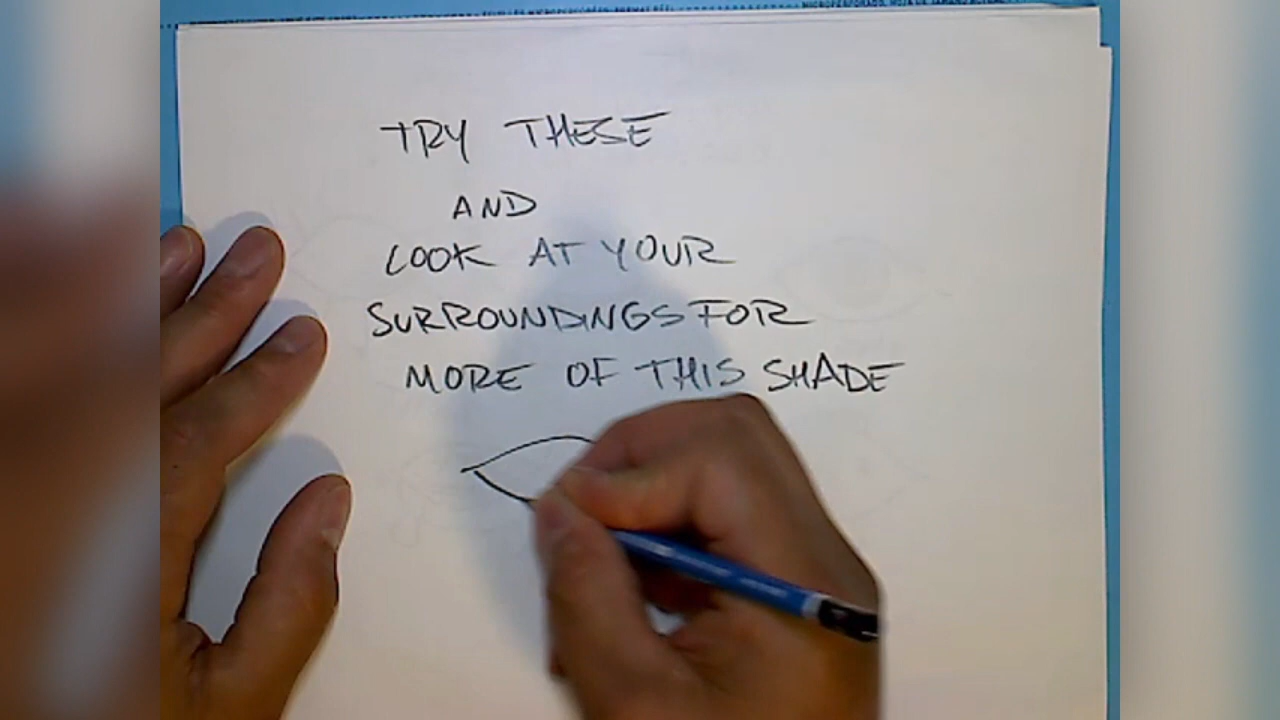 TRY THESE
AND
LOOK AT YOUR
SURROUNDINGS FOR
MORE OF THIS SHADE